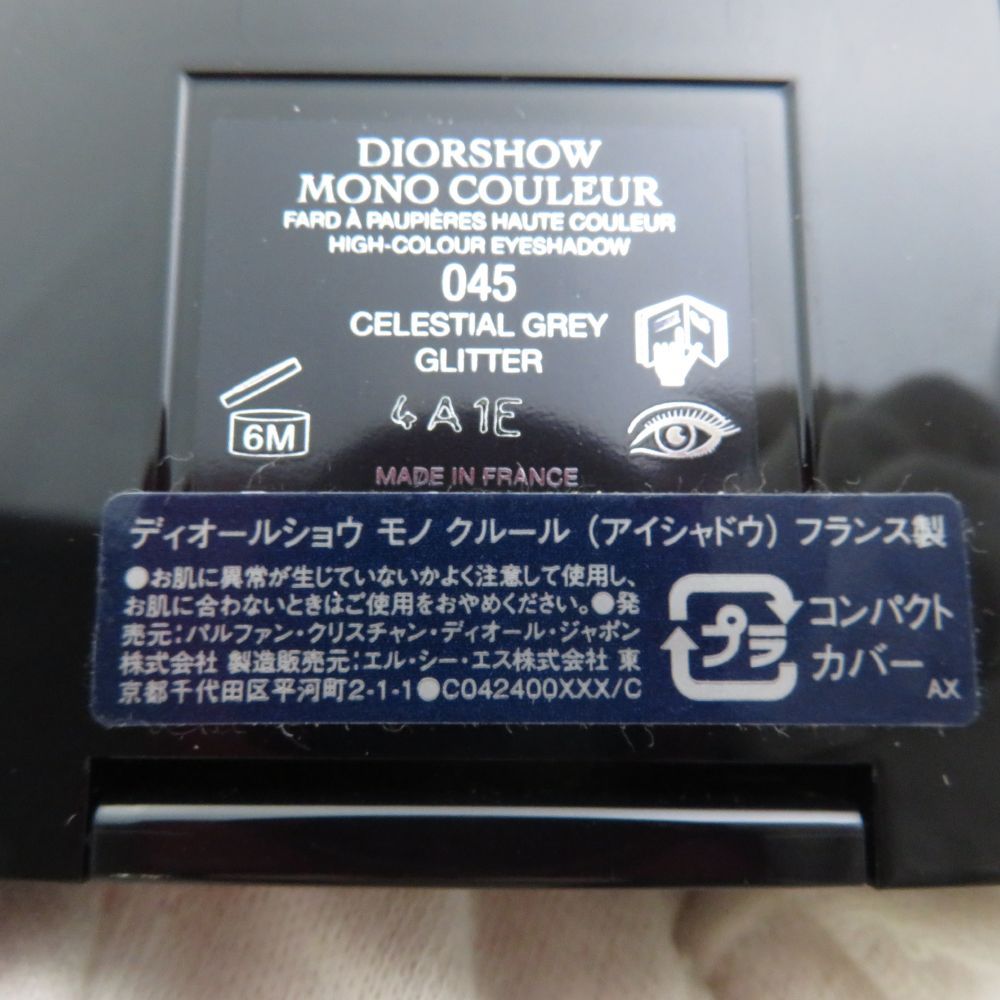 DIORSHOW
MONO COULEUR
FARD À PAUPIÈRES HAUTE COULEUR
HIGH-COLOUR EYESHADOW
045
CELESTIAL GREY
GLITTER
6M
4A1E
MADE IN FRANCE
ディオールショウ モノ クルール（アイシャドウ）フランス製
●お肌に異常が生じていないかよく注意して使用し、
お肌に合わないときはご使用をおやめください。●発
売元：パルファン・クリスチャン・ディオール・ジャポン
株式会社 製造販売元：エル・シー・エス株式会社 東
京都千代田区平河町2-1-1●C042400XXX/C
プラ
コンパクト
カバー
AX